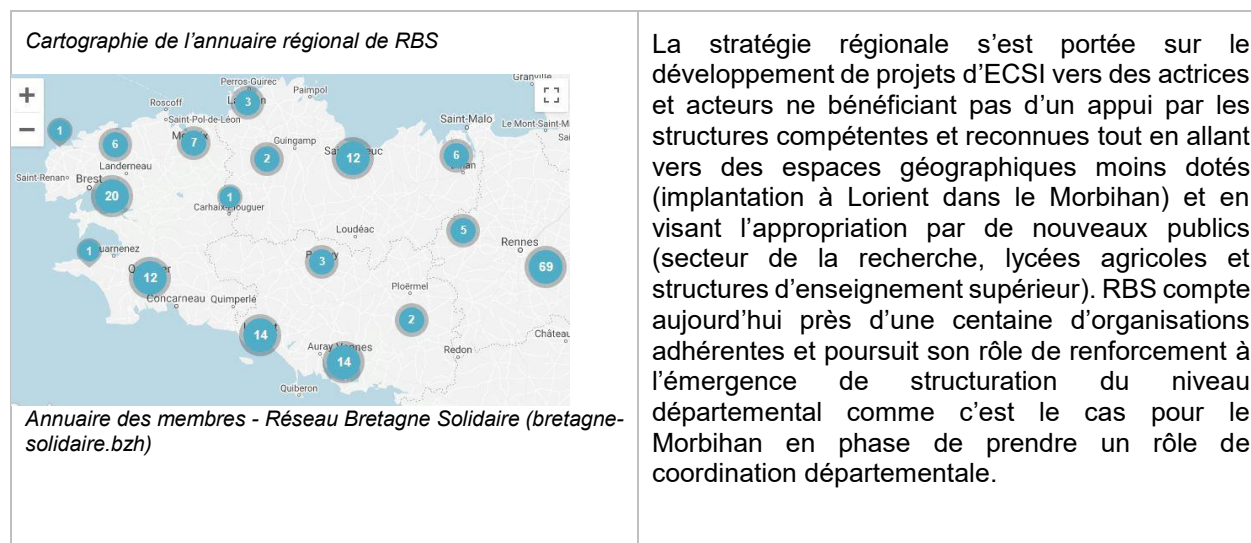 Cartographie de l’annuaire régional de RBS
+
−
Perros-Guirec
Paimpol
Granville
Roscoff
3
Saint-Pol-de-Léon
Saint-Malo
Le Mont-Saint-M
1
6
7
Guingamp
2
12
6
Landerneau
Saint-Renan
Brest
20
1
Carhaix-Plouguer
Loudéac
5
Rennes
1
uarnenez
3
69
12
Ploërmel
Concarneau
Quimperlé
2
14
Châteaub
Auray
Vannes
14
Redon
Quiberon
Annuaire des membres - Réseau Bretagne Solidaire (bretagne-
solidaire.bzh)
La stratégie régionale s’est portée sur le
développement de projets d’ECSI vers des actrices
et acteurs ne bénéficiant pas d’un appui par les
structures compétentes et reconnues tout en allant
vers des espaces géographiques moins dotés
(implantation à Lorient dans le Morbihan) et en
visant l’appropriation par de nouveaux publics
(secteur de la recherche, lycées agricoles et
structures d’enseignement supérieur). RBS compte
aujourd’hui près d’une centaine d’organisations
adhérentes et poursuit son rôle de renforcement à
l’émergence de structuration du niveau
départemental comme c’est le cas pour le
Morbihan en phase de prendre un rôle de
coordination départementale.